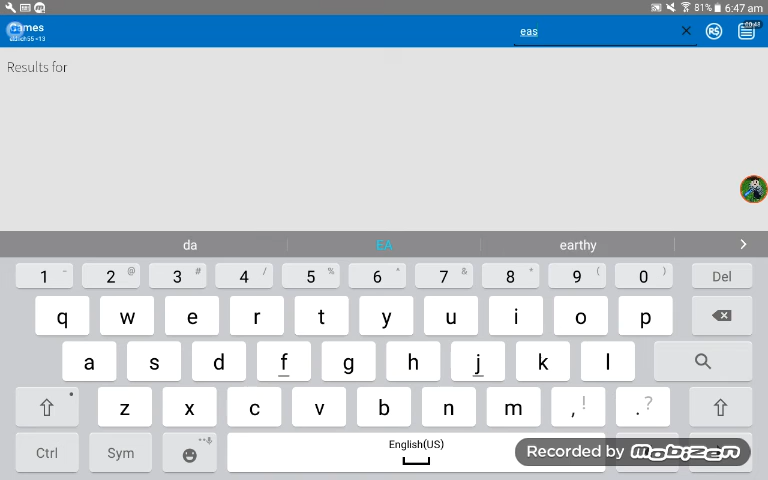 81% 6:47 am
Games
eas
R$
Results for
da EA earthy
1 - 2 @ 3 # 4 / 5 % 6 ^ 7 & 8 * 9 ( 0 ) Del
q w e r t y u i o p
a s d f g h j k l
z x c v b n m , ! . ?
Ctrl Sym English(US)
Recorded by mobizen